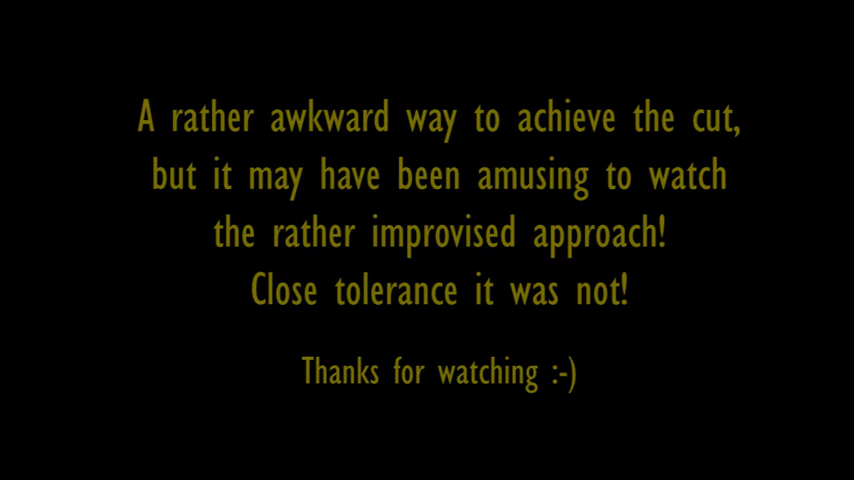 A rather awkward way to achieve the cut,
but it may have been amusing to watch
the rather improvised approach!
Close tolerance it was not!
Thanks for watching :-)